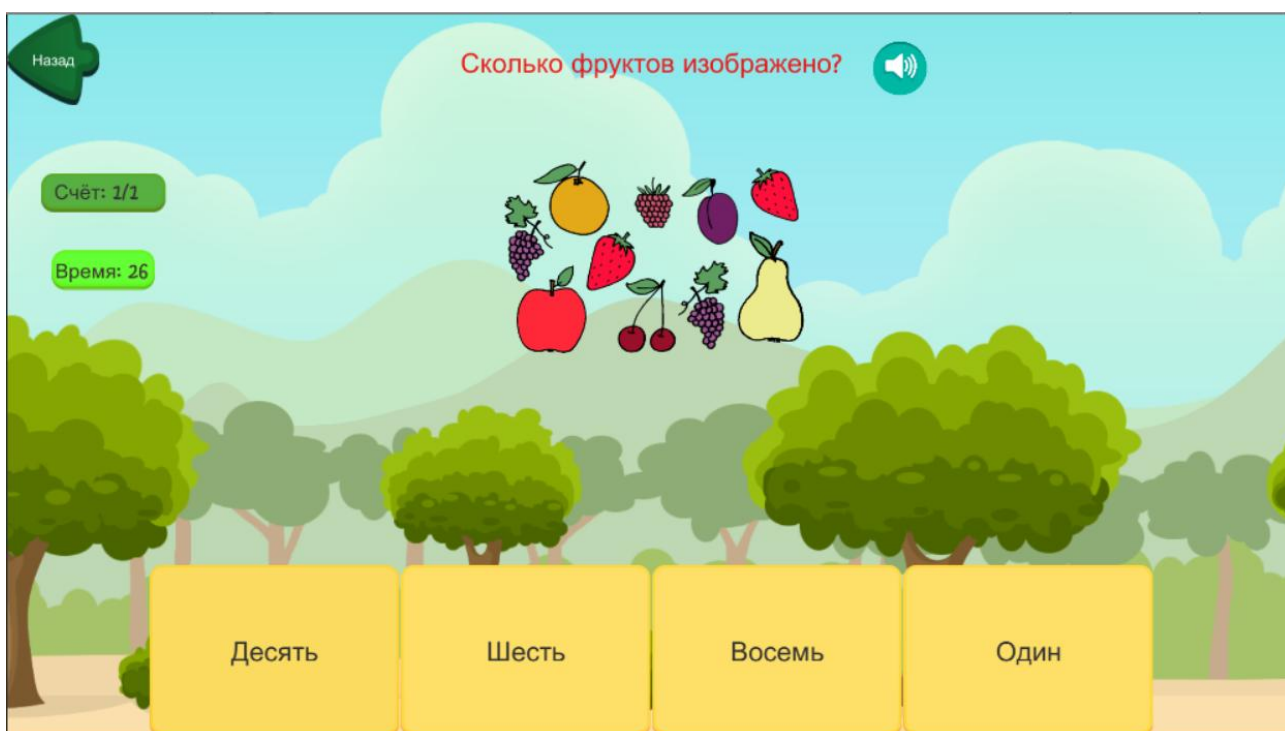 Назад
Сколько фруктов изображено?
Счёт: 1/1
Время: 26
Десять
Шесть
Восемь
Один